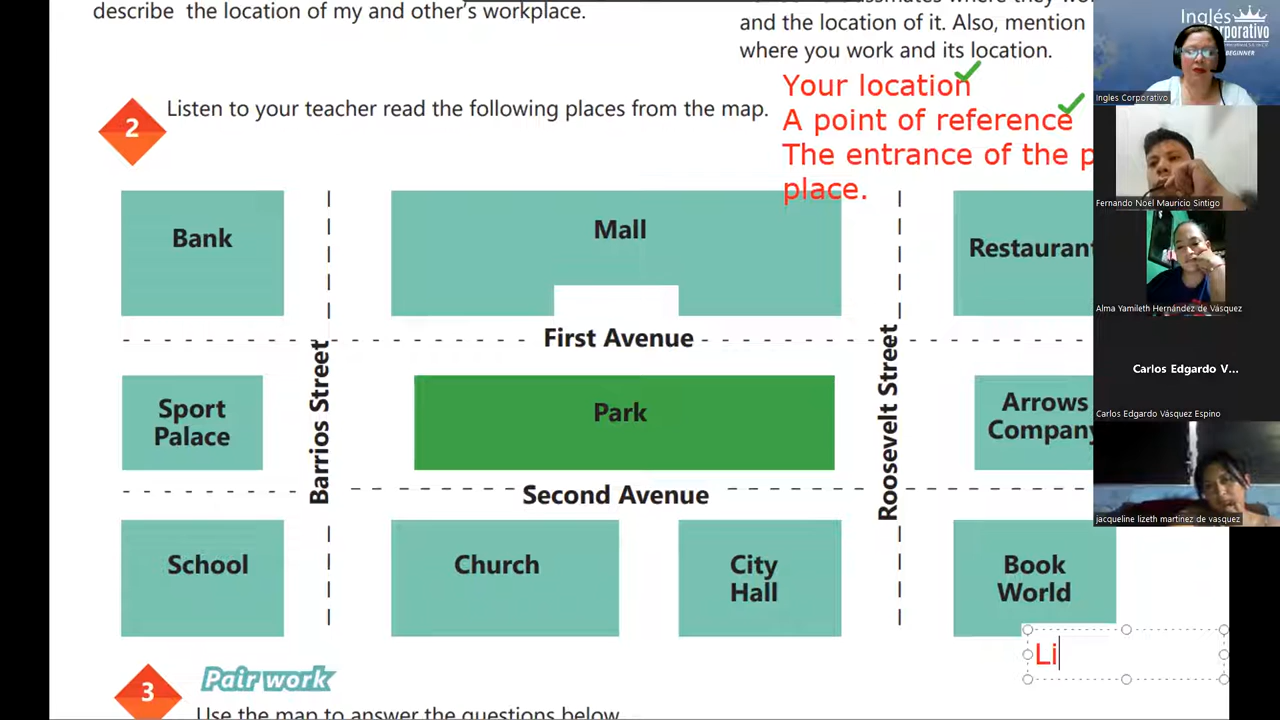 describe the location of my and other's workplace.
and the location of it. Also, mention
where you work and its location.
Your location
A point of reference
The entrance of the p
place.
2
Listen to your teacher read the following places from the map.
Bank
Mall
Restaurant
First Avenue
Barrios Street
Roosevelt Street
Sport
Palace
Park
Arrows
Company
Second Avenue
School
Church
City
Hall
Book
World
Li
3
Pair work
Use the map to answer the questions below
Inglés
Corporativo
BEGINNER
Ingles Corporativo
Fernando Noel Mauricio Sintigo
Alma Yamileth Hernández de Vásquez
Carlos Edgardo V...
Carlos Edgardo Vásquez Espino
jacqueline lizeth martinez de vasquez